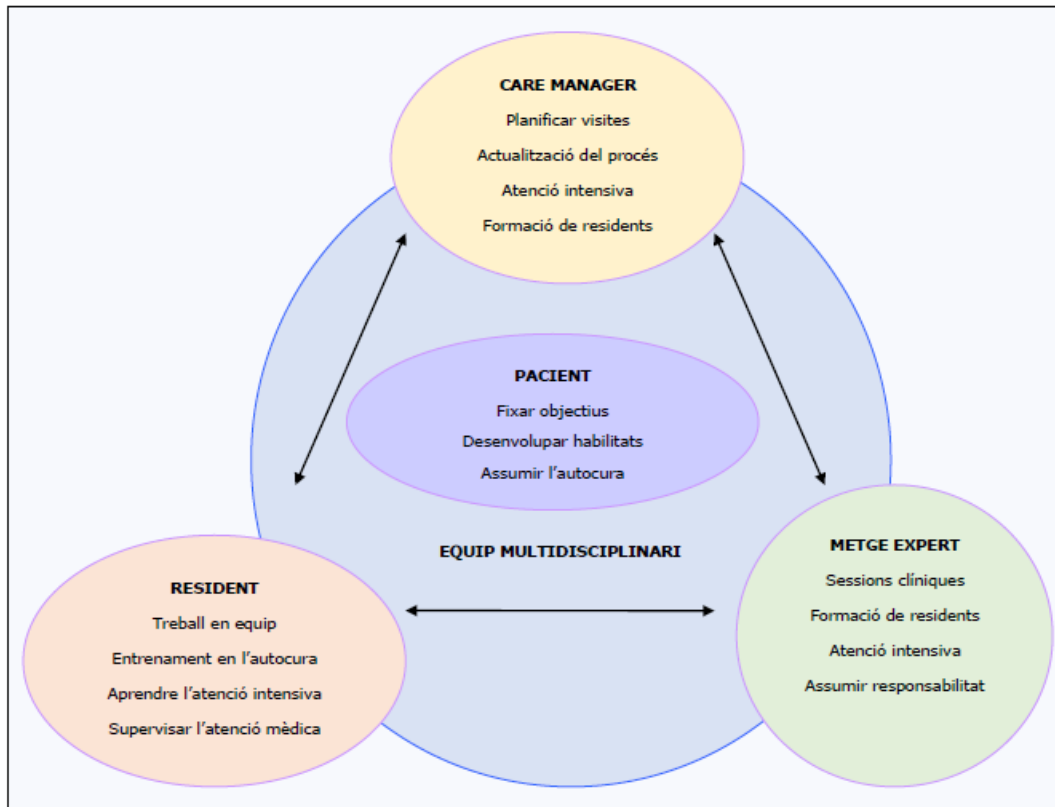 CARE MANAGER
Planificar visites
Actualització del procés
Atenció intensiva
Formació de residents
PACIENT
Fixar objectius
Desenvolupar habilitats
Assumir l'autocura
EQUIP MULTIDISCIPLINARI
RESIDENT
Treball en equip
Entrenament en l'autocura
Aprendre l'atenció intensiva
Supervisar l'atenció mèdica
METGE EXPERT
Sessions clíniques
Formació de residents
Atenció intensiva
Assumir responsabilitat